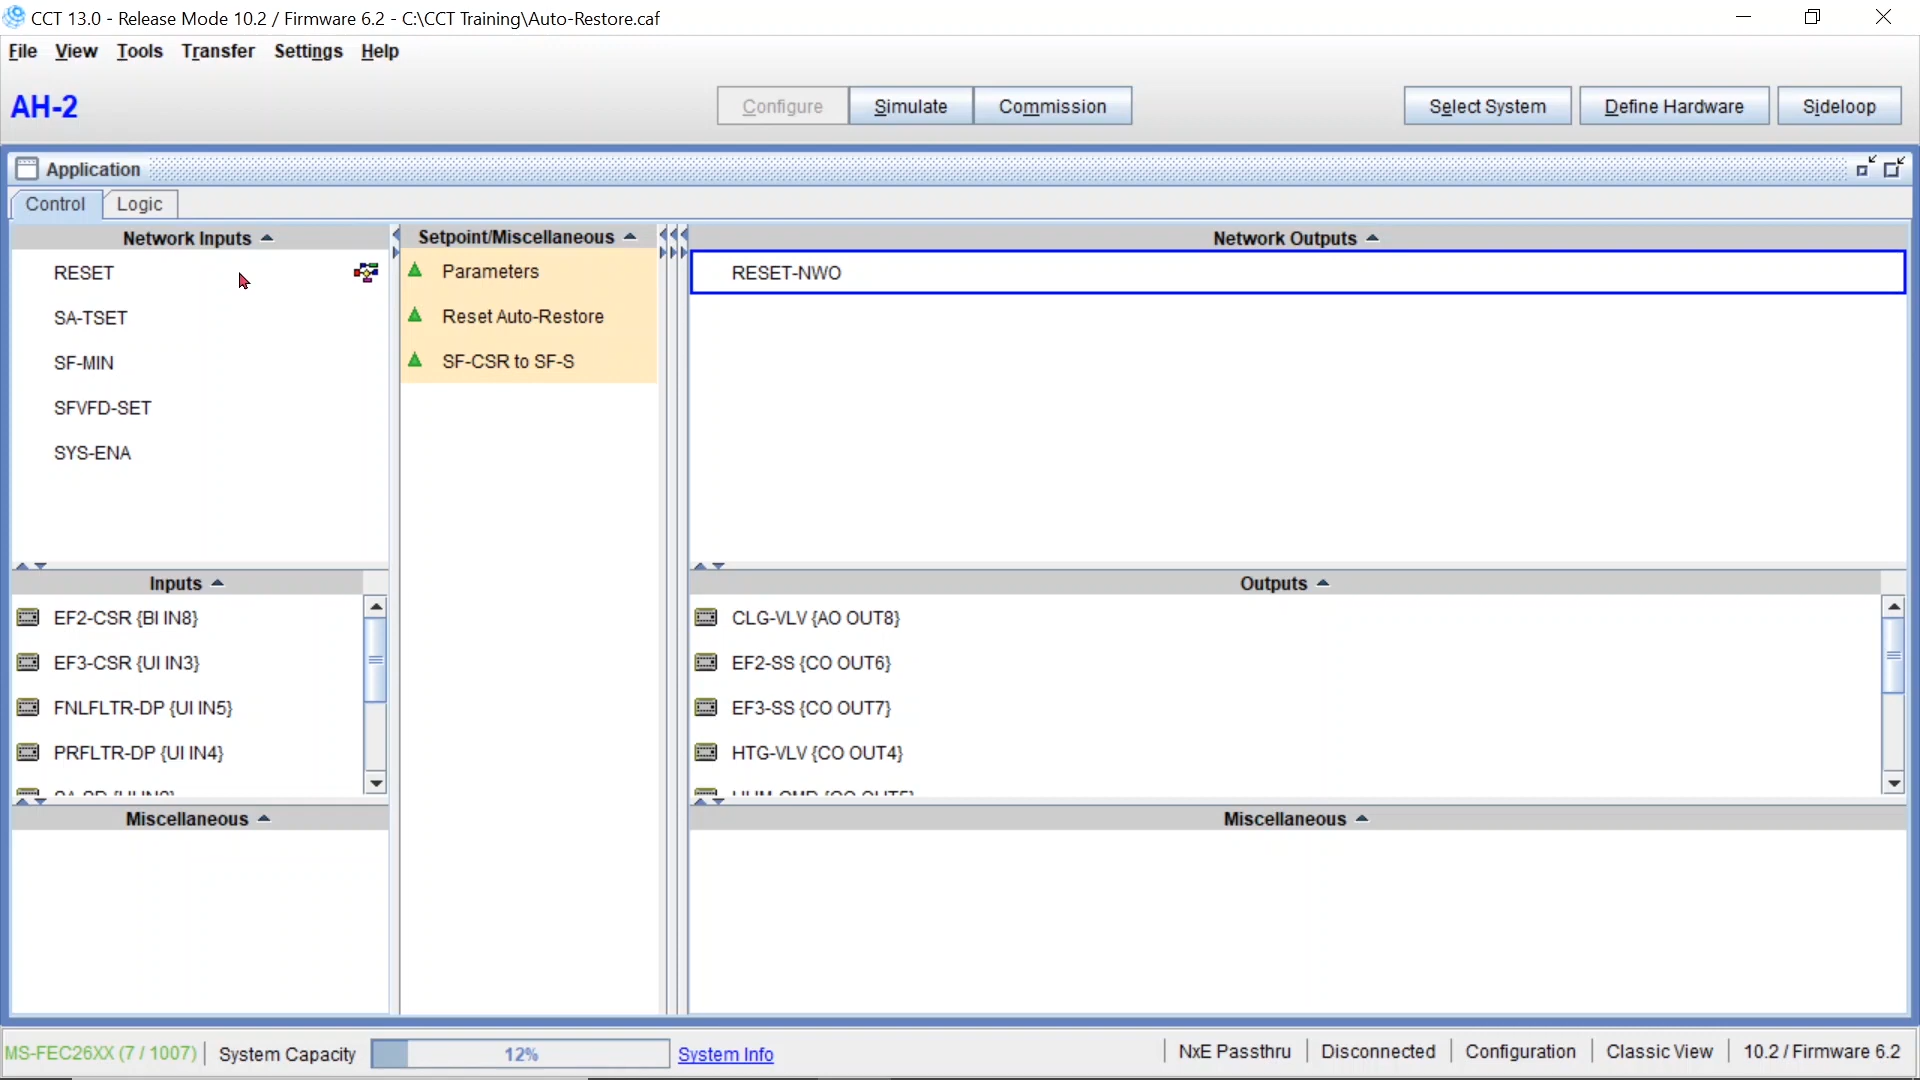 CCT 13.0 - Release Mode 10.2 / Firmware 6.2 - C:\CCT Training\Auto-Restore.caf
File View Tools Transfer Settings Help
AH-2
Configure Simulate Commission Select System Define Hardware Sideloop
Application
Control Logic
Network Inputs
RESET
SA-TSET
SF-MIN
SFVFD-SET
SYS-ENA
Setpoint/Miscellaneous
Parameters
Reset Auto-Restore
SF-CSR to SF-S
Network Outputs
RESET-NWO
Inputs
EF2-CSR {BI IN8}
EF3-CSR {UI IN3}
FNLFLTR-DP {UI IN5}
PRFLTR-DP {UI IN4}
Outputs
CLG-VLV {AO OUT8}
EF2-SS {CO OUT6}
EF3-SS {CO OUT7}
HTG-VLV {CO OUT4}
Miscellaneous
Miscellaneous
MS-FEC26XX (7 / 1007) System Capacity 12% System Info NxE Passthru Disconnected Configuration Classic View 10.2 / Firmware 6.2